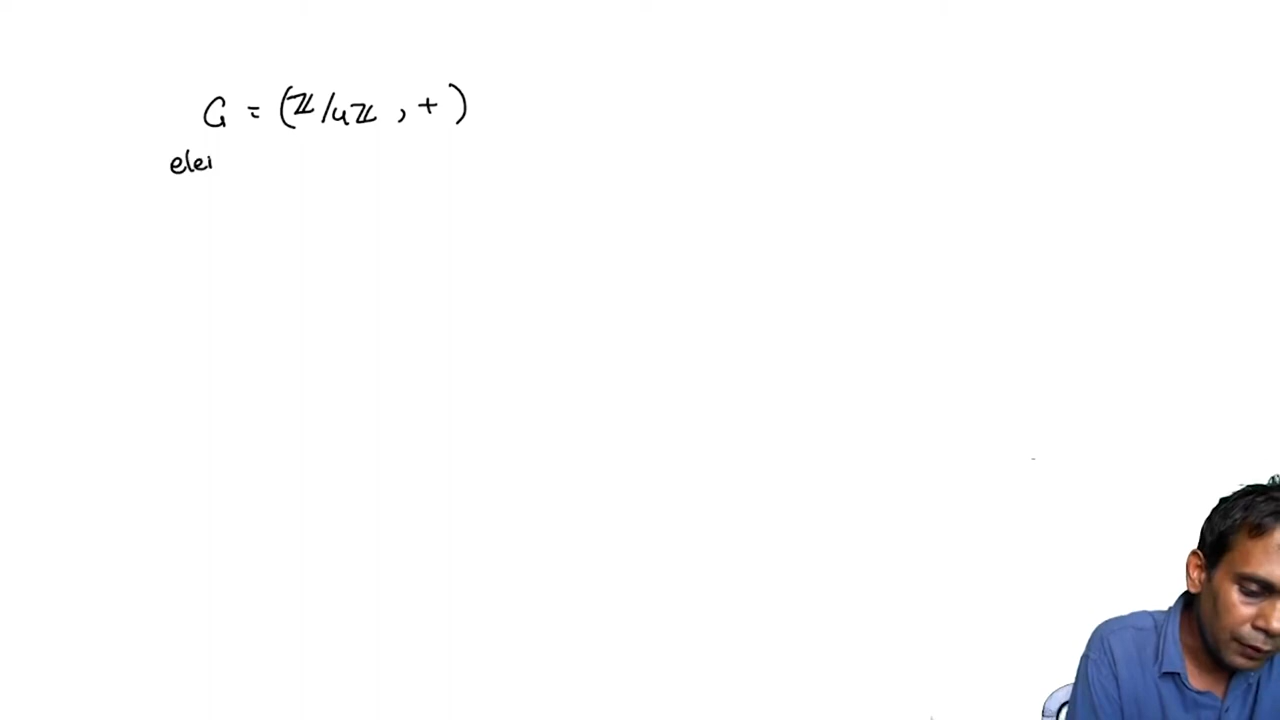 G = (ℤ/4ℤ, +)
elei